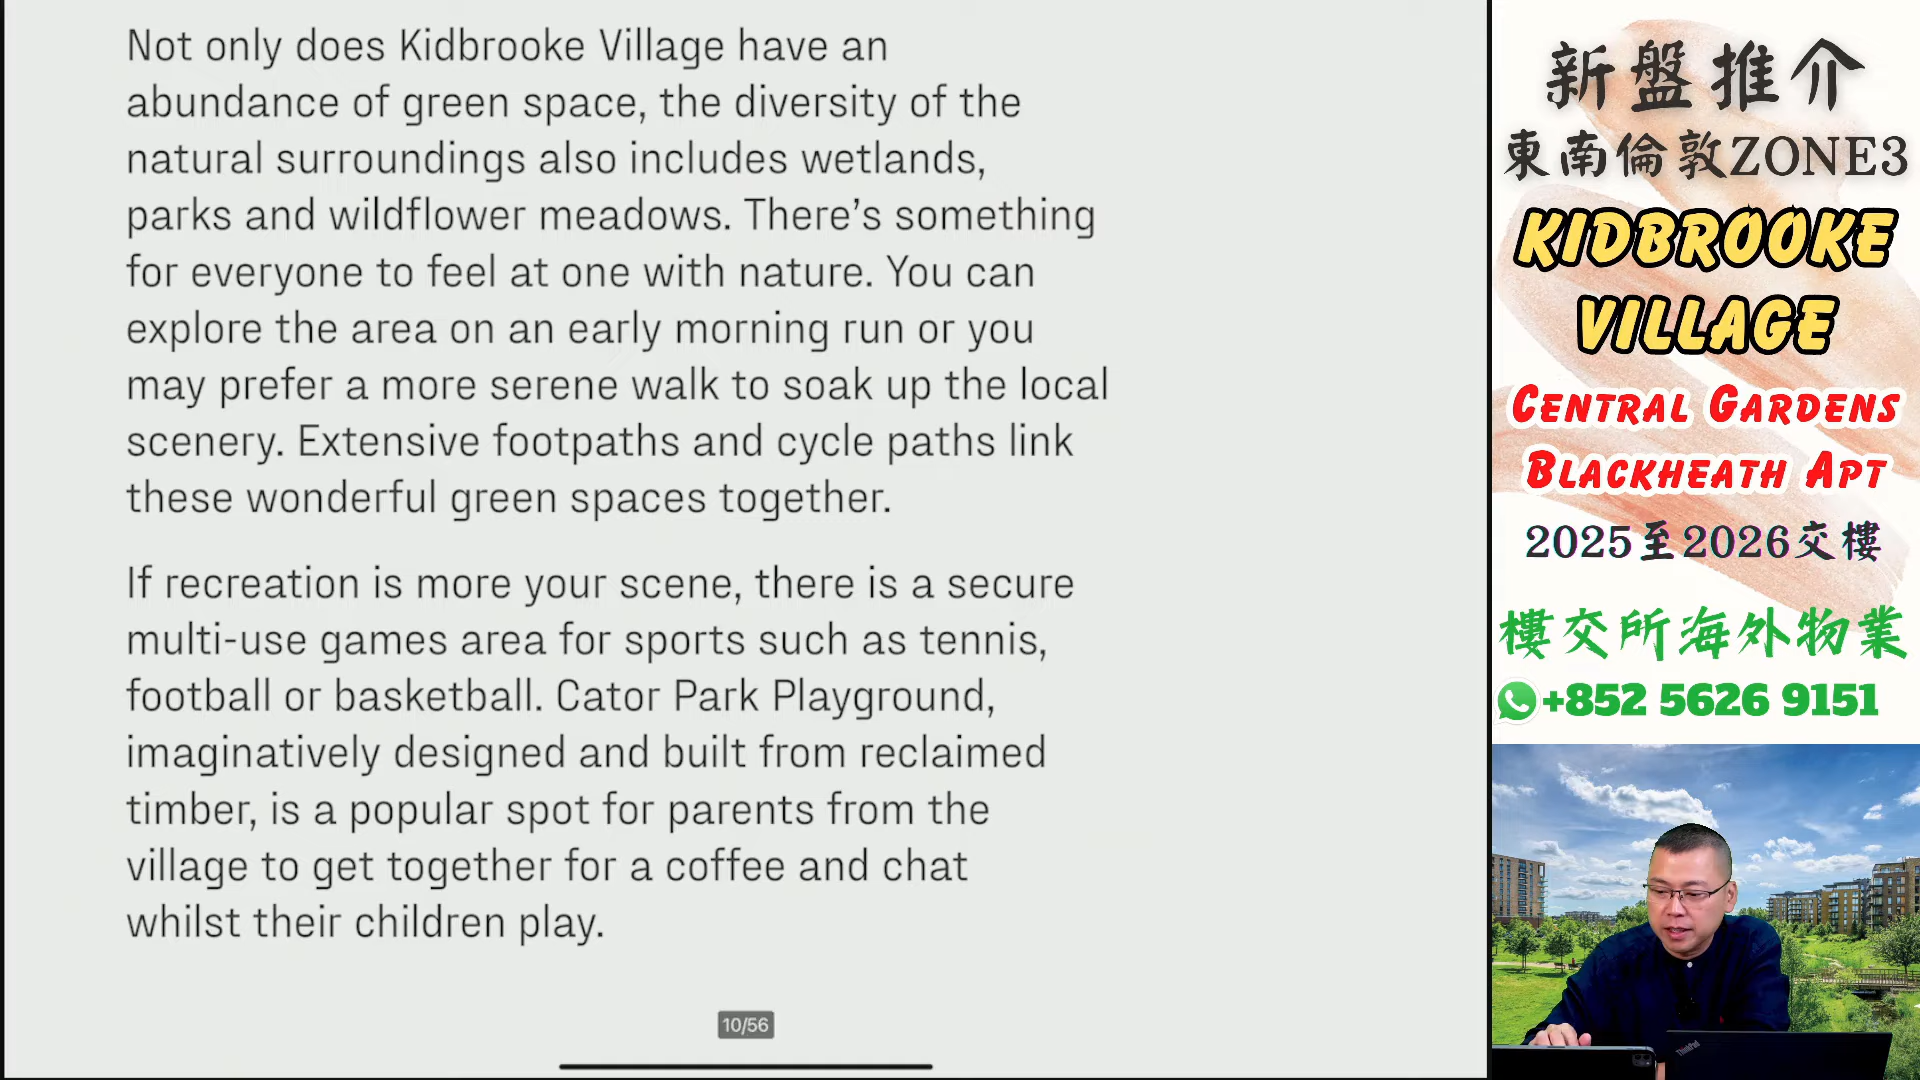 Not only does Kidbrooke Village have an
abundance of green space, the diversity of the
natural surroundings also includes wetlands,
parks and wildflower meadows. There’s something
for everyone to feel at one with nature. You can
explore the area on an early morning run or you
may prefer a more serene walk to soak up the local
scenery. Extensive footpaths and cycle paths link
these wonderful green spaces together.
If recreation is more your scene, there is a secure
multi-use games area for sports such as tennis,
football or basketball. Cator Park Playground,
imaginatively designed and built from reclaimed
timber, is a popular spot for parents from the
village to get together for a coffee and chat
whilst their children play.
10/56
新盤推介
東南倫敦ZONE3
KIDBROOKE
VILLAGE
CENTRAL GARDENS
BLACKHEATH APT
2025至2026交樓
樓交所海外物業
+852 5626 9151
ThinkPad